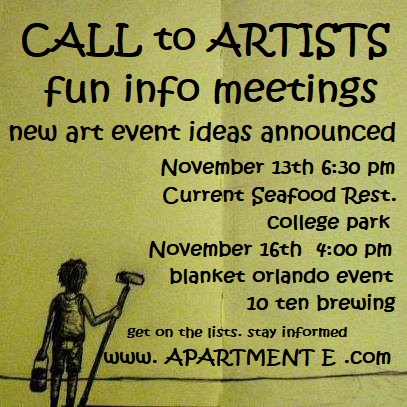 CALL to ARTISTS
fun info meetings
new art event ideas announced
November 13th 6:30 pm
Current Seafood Rest.
college park
November 16th 4:00 pm
blanket orlando event
10 ten brewing
get on the lists. stay informed
www. APARTMENT E .com